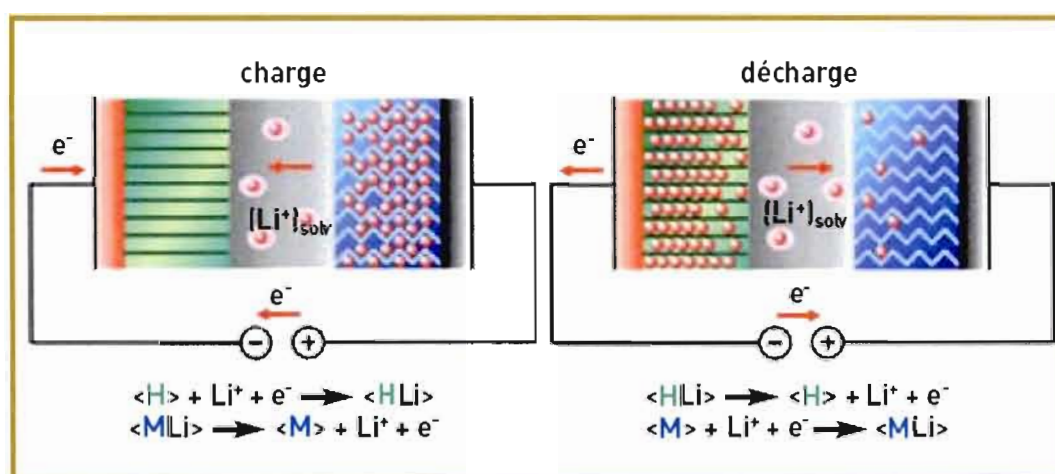 charge
e⁻
(Li⁺)solv
e⁻
− +
<H> + Li⁺ + e⁻ ⟶ <HLi>
<MLi> ⟶ <M> + Li⁺ + e⁻
décharge
e⁻
(Li⁺)solv
e⁻
− +
<HLi> ⟶ <H> + Li⁺ + e⁻
<M> + Li⁺ + e⁻ ⟶ <MLi>